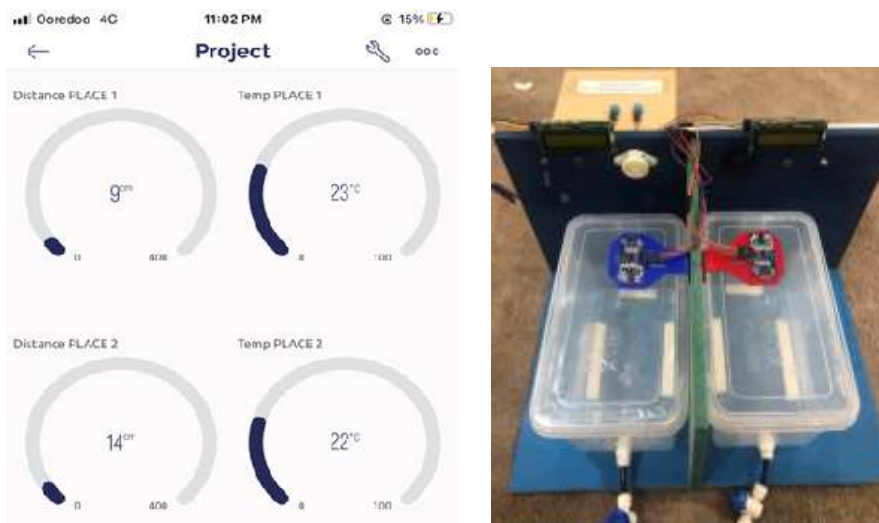 Ooredoo 4G 11:02 PM @ 15%
Project
Distance PLACE 1 Temp PLACE 1
9cm 23°C
0 400 0 100
Distance PLACE 2 Temp PLACE 2
14cm 22°C
0 400 0 100